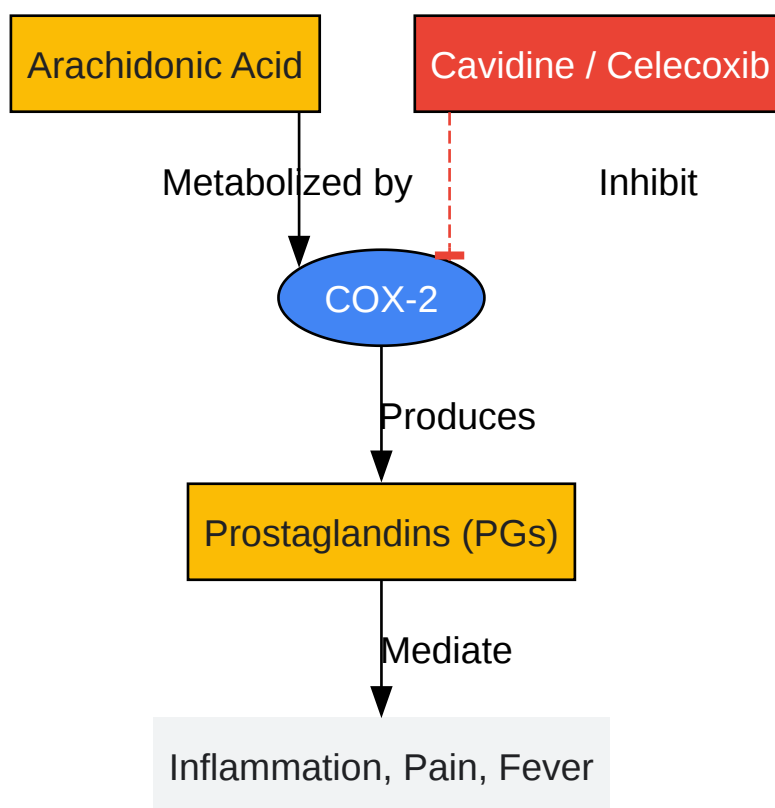 Arachidonic Acid
Cavidine / Celecoxib
Metabolized by
Inhibit
COX-2
Produces
Prostaglandins (PGs)
Mediate
Inflammation, Pain, Fever